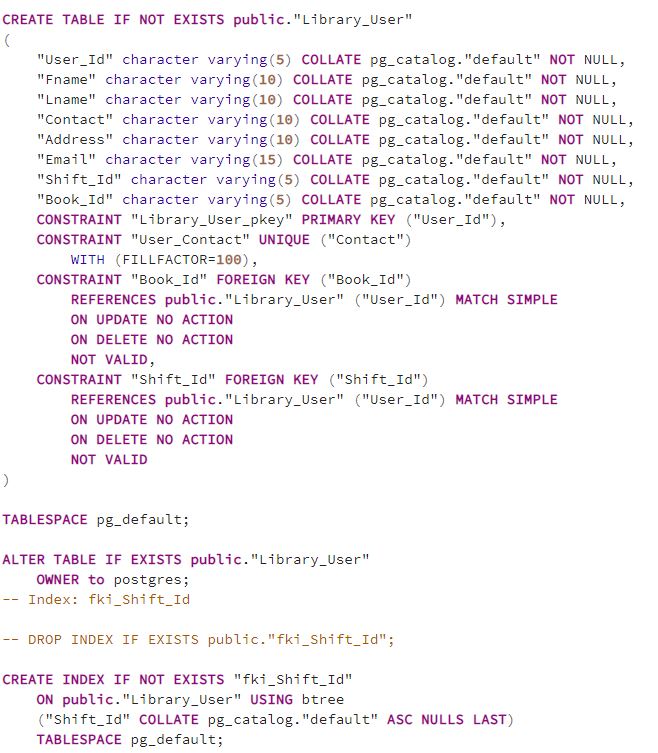 CREATE TABLE IF NOT EXISTS public."Library_User"
(
    "User_Id" character varying(5) COLLATE pg_catalog."default" NOT NULL,
    "Fname" character varying(10) COLLATE pg_catalog."default" NOT NULL,
    "Lname" character varying(10) COLLATE pg_catalog."default" NOT NULL,
    "Contact" character varying(10) COLLATE pg_catalog."default" NOT NULL,
    "Address" character varying(10) COLLATE pg_catalog."default" NOT NULL,
    "Email" character varying(15) COLLATE pg_catalog."default" NOT NULL,
    "Shift_Id" character varying(5) COLLATE pg_catalog."default" NOT NULL,
    "Book_Id" character varying(5) COLLATE pg_catalog."default" NOT NULL,
    CONSTRAINT "Library_User_pkey" PRIMARY KEY ("User_Id"),
    CONSTRAINT "User_Contact" UNIQUE ("Contact")
        WITH (FILLFACTOR=100),
    CONSTRAINT "Book_Id" FOREIGN KEY ("Book_Id")
        REFERENCES public."Library_User" ("User_Id") MATCH SIMPLE
        ON UPDATE NO ACTION
        ON DELETE NO ACTION
        NOT VALID,
    CONSTRAINT "Shift_Id" FOREIGN KEY ("Shift_Id")
        REFERENCES public."Library_User" ("User_Id") MATCH SIMPLE
        ON UPDATE NO ACTION
        ON DELETE NO ACTION
        NOT VALID
)
TABLESPACE pg_default;
ALTER TABLE IF EXISTS public."Library_User"
    OWNER to postgres;
-- Index: fki_Shift_Id
-- DROP INDEX IF EXISTS public."fki_Shift_Id";
CREATE INDEX IF NOT EXISTS "fki_Shift_Id"
    ON public."Library_User" USING btree
    ("Shift_Id" COLLATE pg_catalog."default" ASC NULLS LAST)
    TABLESPACE pg_default;